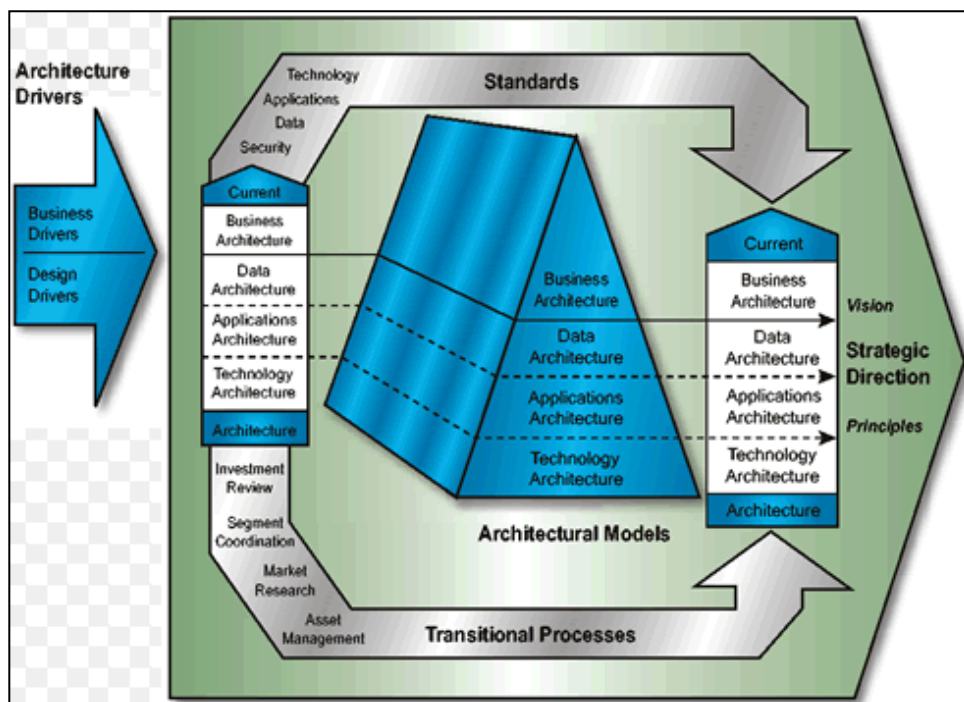 Architecture
Drivers
Business
Drivers
Design
Drivers
Technology
Applications
Data
Security
Standards
Current
Business
Architecture
Data
Architecture
Applications
Architecture
Technology
Architecture
Architecture
Investment
Review
Segment
Coordination
Market
Research
Asset
Management
Transitional Processes
Business
Architecture
Data
Architecture
Applications
Architecture
Technology
Architecture
Architectural Models
Current
Business
Architecture
Data
Architecture
Applications
Architecture
Technology
Architecture
Architecture
Vision
Strategic
Direction
Principles